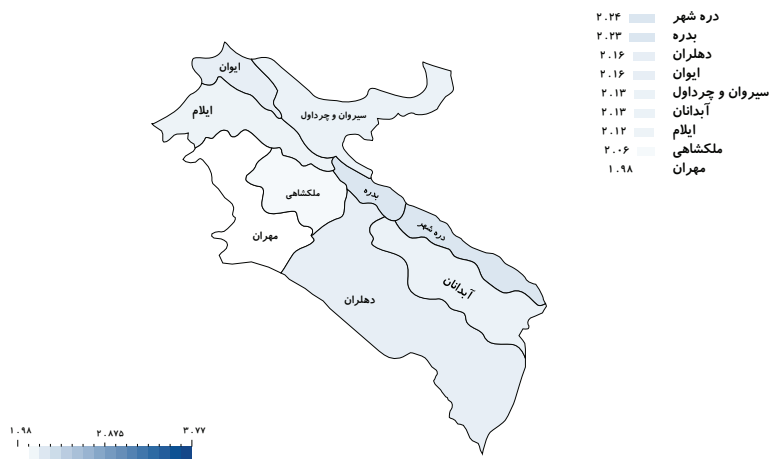 دره شهر ۲.۲۴
بدره ۲.۲۳
دهلران ۲.۱۶
ایوان ۲.۱۶
سیروان و چرداول ۲.۱۳
آبدانان ۲.۱۳
ایلام ۲.۱۲
ملکشاهی ۲.۰۶
مهران ۱.۹۸
ایوان
ایلام
سیروان و چرداول
ملکشاهی
بدره
مهران
دره شهر
آبدانان
دهلران
۱.۹۸ ۲.۸۷۵ ۳.۷۷